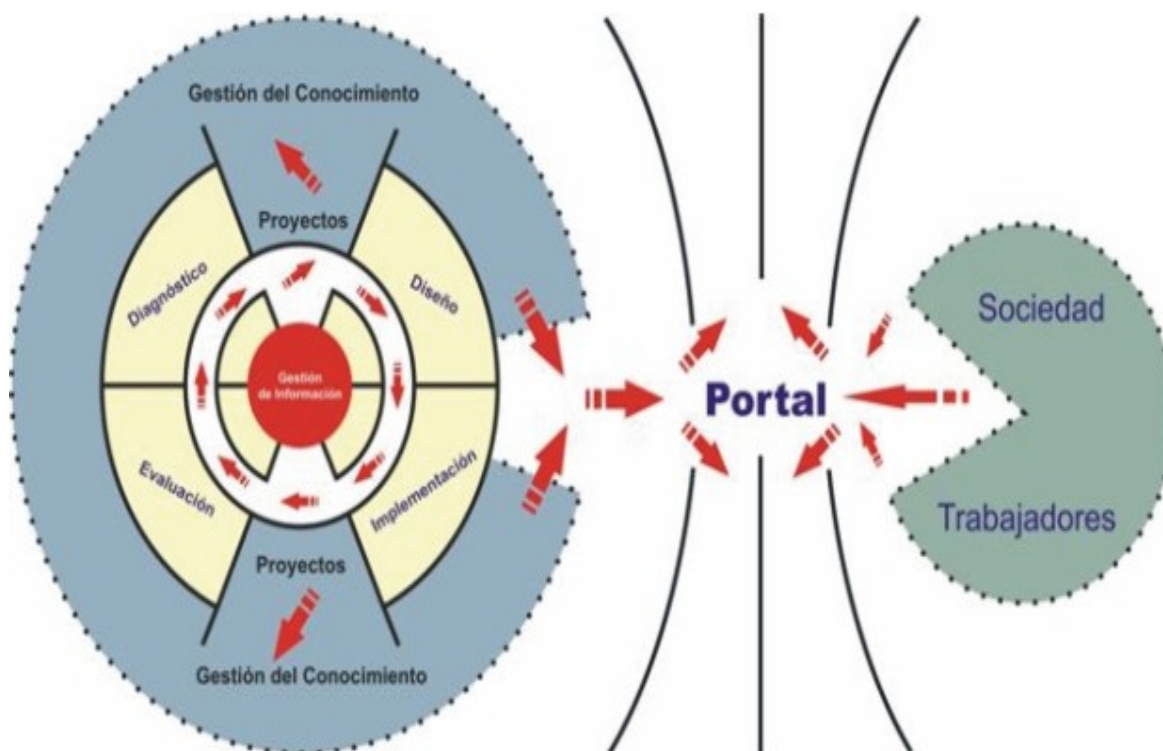 Gestión del Conocimiento
Proyectos
Diagnóstico
Diseño
Gestión
de Información
Evaluación
Implementación
Proyectos
Gestión del Conocimiento
Portal
Sociedad
Trabajadores